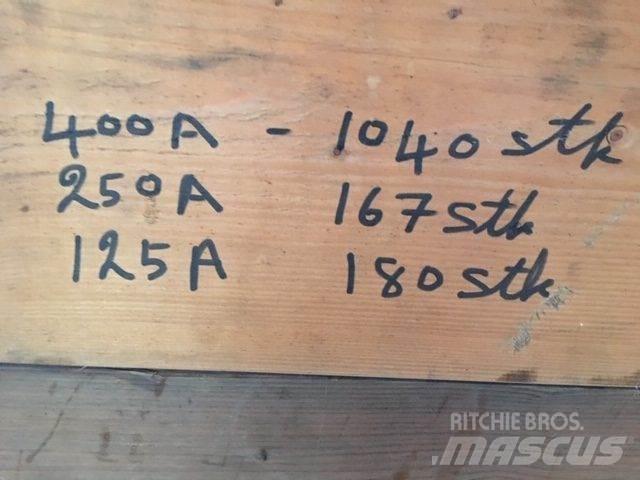 400A - 1040 stk
250A 167 stk
125A 180 stk
RITCHIE BROS.
MASCUS